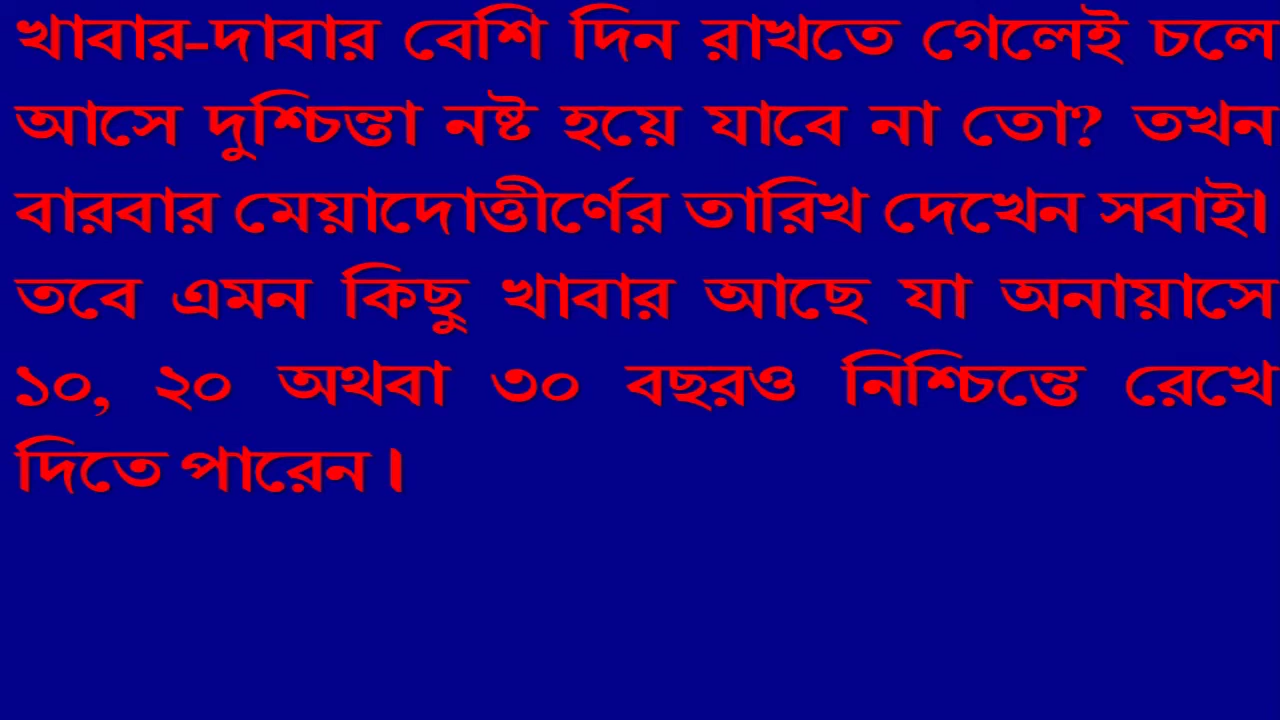 খাবার-দাবার বেশি দিন রাখতে গেলেই চলে
আসে দুশ্চিন্তা নষ্ট হয়ে যাবে না তো? তখন
বারবার মেয়াদোত্তীর্ণের তারিখ দেখেন সবাই।
তবে এমন কিছু খাবার আছে যা অনায়াসে
১০, ২০ অথবা ৩০ বছরও নিশ্চিন্তে রেখে
দিতে পারেন ।